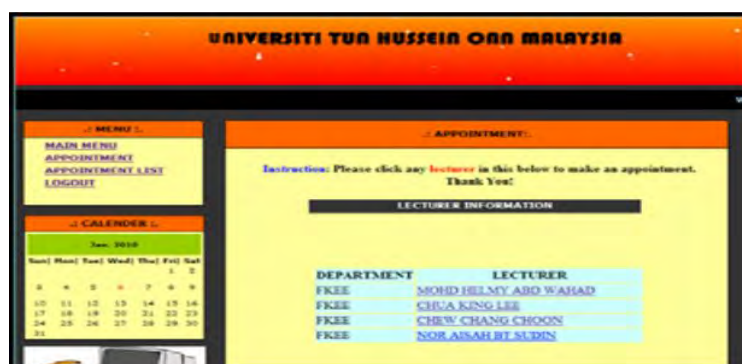 UNIVERSITI TUN HUSSEIN ONN MALAYSIA
W
.: MENU :.
MAIN MENU
APPOINTMENT
APPOINTMENT LIST
LOGOUT
.: CALENDER :.
Jan, 2010
Sun| Mon| Tue| Wed| Thu| Fri| Sat
1 2
3 4 5 6 7 8 9
10 11 12 13 14 15 16
17 18 19 20 21 22 23
24 25 26 27 28 29 30
31
.: APPOINTMENT:.
Instruction: Please click any lecturer in this below to make an appointment.
Thank You!
LECTURER INFORMATION
DEPARTMENT LECTURER
FKEE MOHD HELMY ABD WAHAD
FKEE CHUA KING LEE
FKEE CHEW CHANG CHOON
FKEE NOR AISAH BT SUDIN